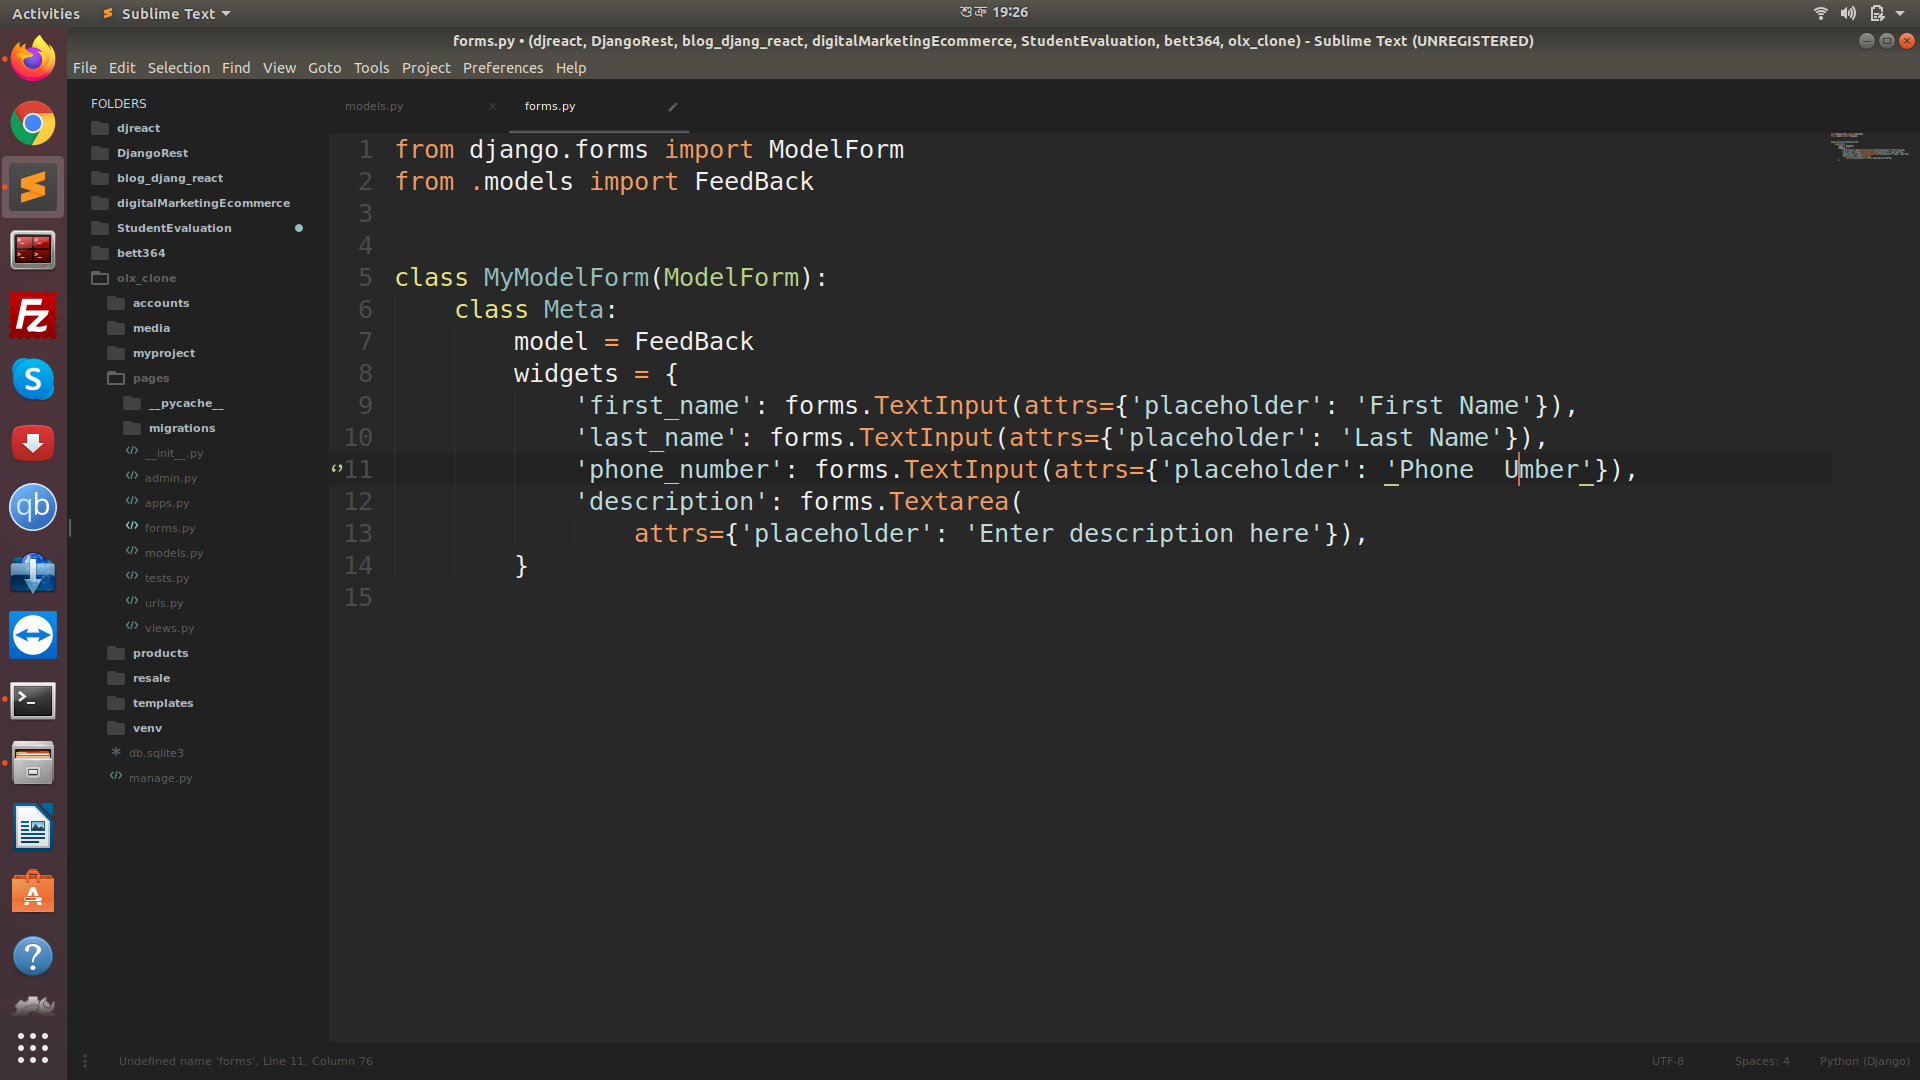 Activities Sublime Text শুক্র 19:26
forms.py • (djreact, DjangoRest, blog_djang_react, digitalMarketingEcommerce, StudentEvaluation, bett364, olx_clone) - Sublime Text (UNREGISTERED)
File Edit Selection Find View Goto Tools Project Preferences Help
FOLDERS
djreact
DjangoRest
blog_djang_react
digitalMarketingEcommerce
StudentEvaluation
bett364
olx_clone
accounts
media
myproject
pages
__pycache__
migrations
__init__.py
admin.py
apps.py
forms.py
models.py
tests.py
urls.py
views.py
products
resale
templates
venv
db.sqlite3
manage.py
models.py forms.py
1 from django.forms import ModelForm
2 from .models import FeedBack
3
4
5 class MyModelForm(ModelForm):
6 class Meta:
7 model = FeedBack
8 widgets = {
9 'first_name': forms.TextInput(attrs={'placeholder': 'First Name'}),
10 'last_name': forms.TextInput(attrs={'placeholder': 'Last Name'}),
11 'phone_number': forms.TextInput(attrs={'placeholder': 'Phone  Umber'}),
12 'description': forms.Textarea(
13 attrs={'placeholder': 'Enter description here'}),
14 }
15
Undefined name 'forms', Line 11, Column 76 UTF-8 Spaces: 4 Python (Django)